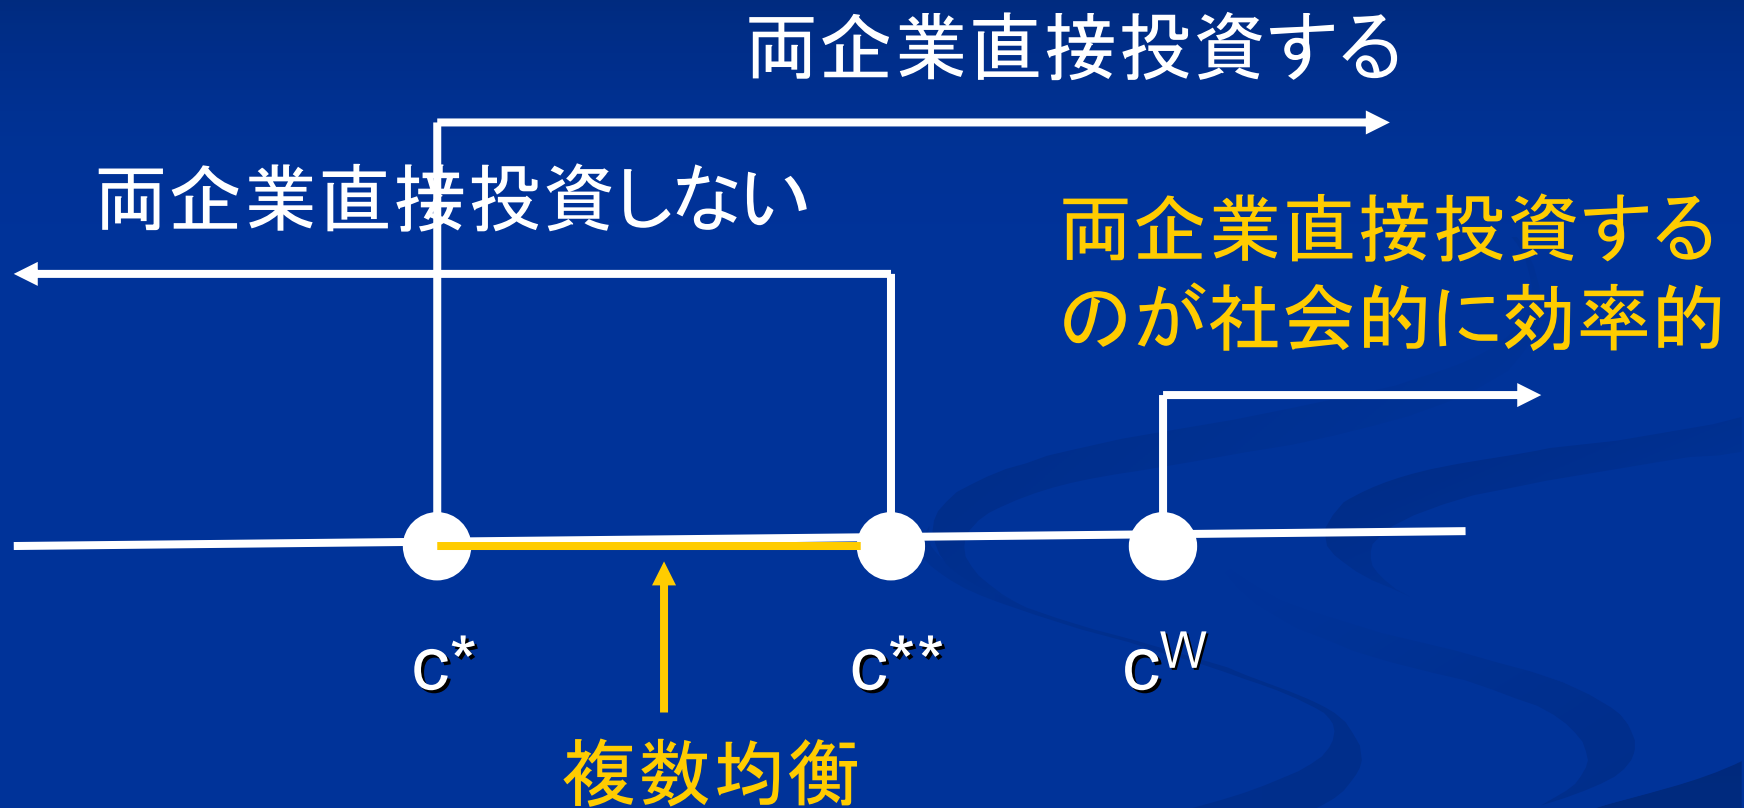 両企業直接投資する
両企業直接投資しない
両企業直接投資する
のが社会的に効率的
c*
c**
cW
複数均衡